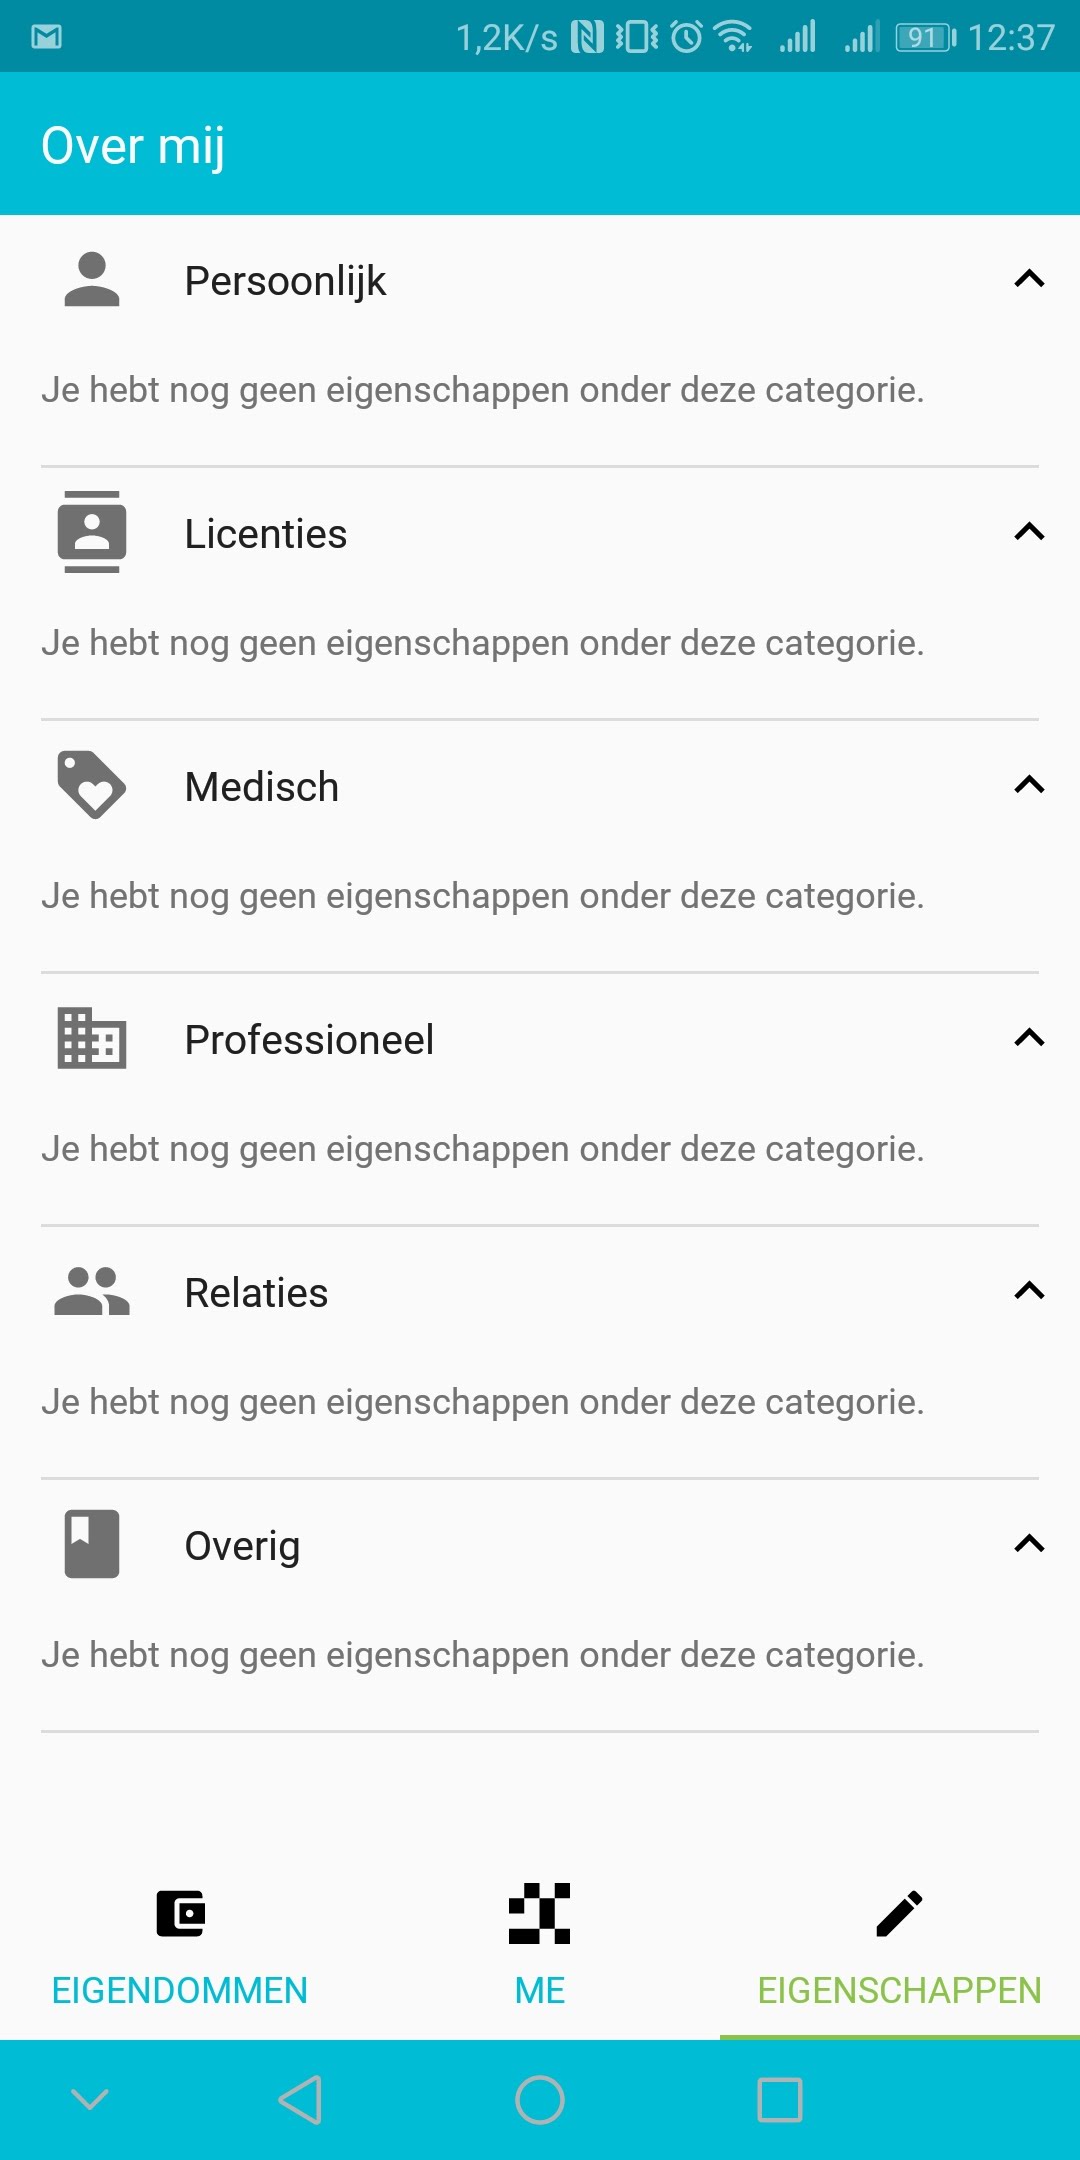 1,2K/s 91 12:37
Over mij
Persoonlijk
Je hebt nog geen eigenschappen onder deze categorie.
Licenties
Je hebt nog geen eigenschappen onder deze categorie.
Medisch
Je hebt nog geen eigenschappen onder deze categorie.
Professioneel
Je hebt nog geen eigenschappen onder deze categorie.
Relaties
Je hebt nog geen eigenschappen onder deze categorie.
Overig
Je hebt nog geen eigenschappen onder deze categorie.
EIGENDOMMEN ME EIGENSCHAPPEN